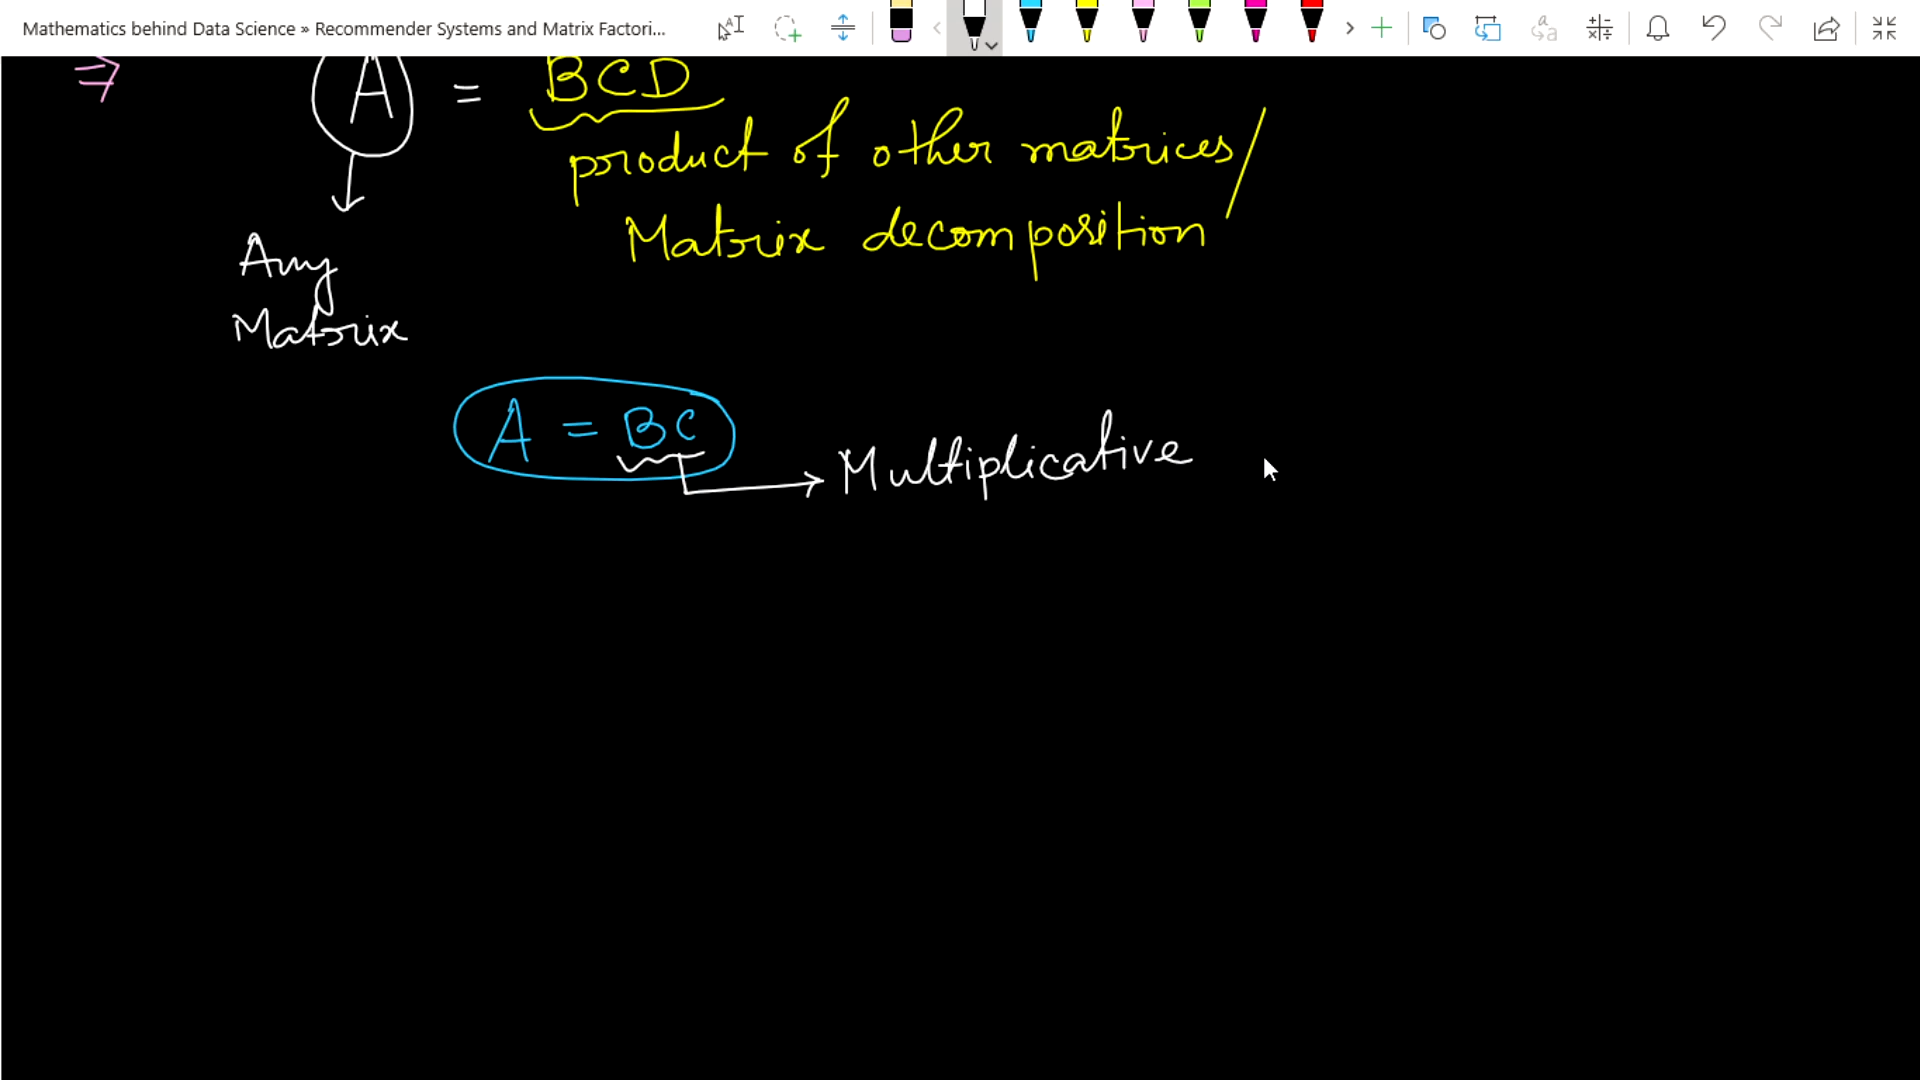 Mathematics behind Data Science » Recommender Systems and Matrix Factori...
⇒ A = BCD
product of other matrices/
Matrix decomposition
Any
Matrix
A = BC
Multiplicative